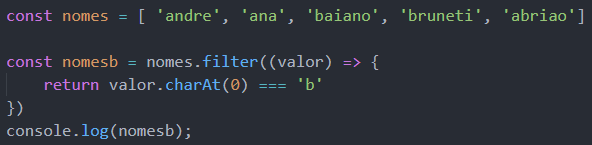 const nomes = [ 'andre', 'ana', 'baiano', 'bruneti', 'abriao']
const nomesb = nomes.filter((valor) => {
    return valor.charAt(0) === 'b'
})
console.log(nomesb);